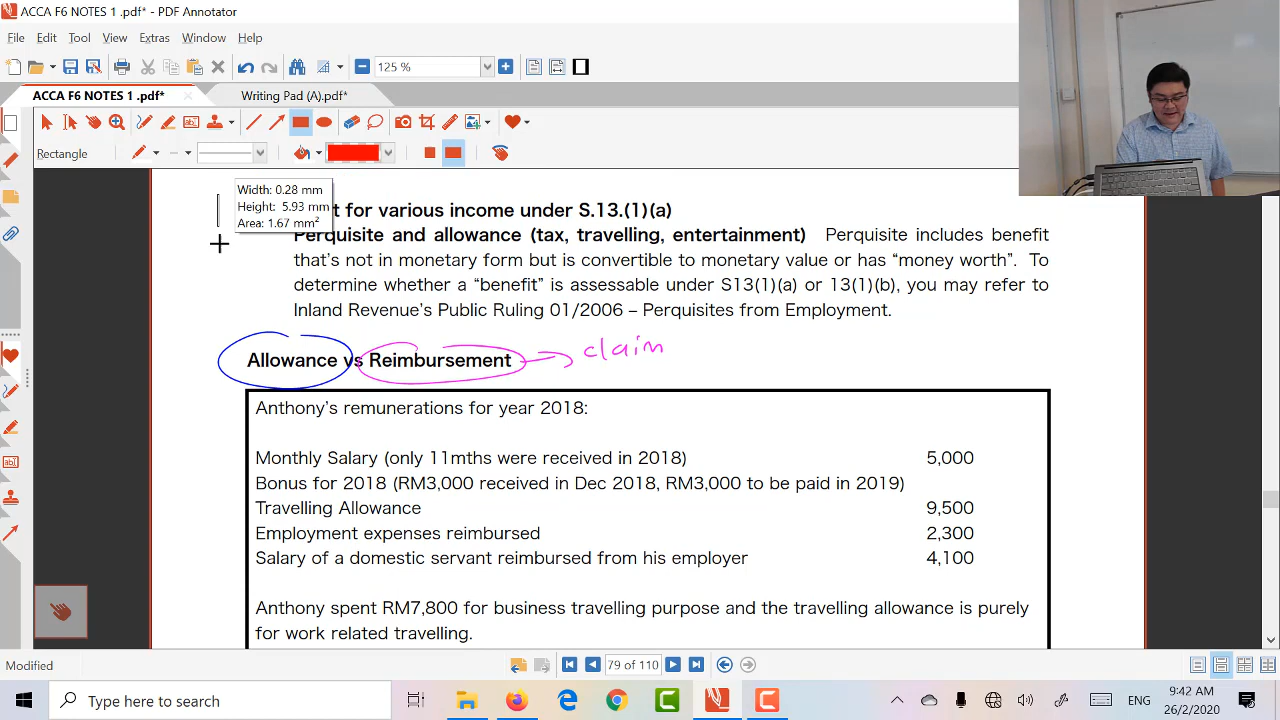 ACCA F6 NOTES 1 .pdf* - PDF Annotator
File Edit Tool View Extras Window Help
125 %
ACCA F6 NOTES 1 .pdf* Writing Pad (A).pdf*
Rectangle
Width: 0.28 mm
Height: 5.93 mm
Area: 1.67 mm²
for various income under S.13.(1)(a)
Perquisite and allowance (tax, travelling, entertainment) Perquisite includes benefit
that's not in monetary form but is convertible to monetary value or has “money worth”. To
determine whether a “benefit” is assessable under S13(1)(a) or 13(1)(b), you may refer to
Inland Revenue's Public Ruling 01/2006 – Perquisites from Employment.
Allowance vs Reimbursement claim
Anthony's remunerations for year 2018:
Monthly Salary (only 11mths were received in 2018) 5,000
Bonus for 2018 (RM3,000 received in Dec 2018, RM3,000 to be paid in 2019)
Travelling Allowance 9,500
Employment expenses reimbursed 2,300
Salary of a domestic servant reimbursed from his employer 4,100
Anthony spent RM7,800 for business travelling purpose and the travelling allowance is purely
for work related travelling.
Modified 79 of 110
Type here to search ENG 9:42 AM
26/2/2020